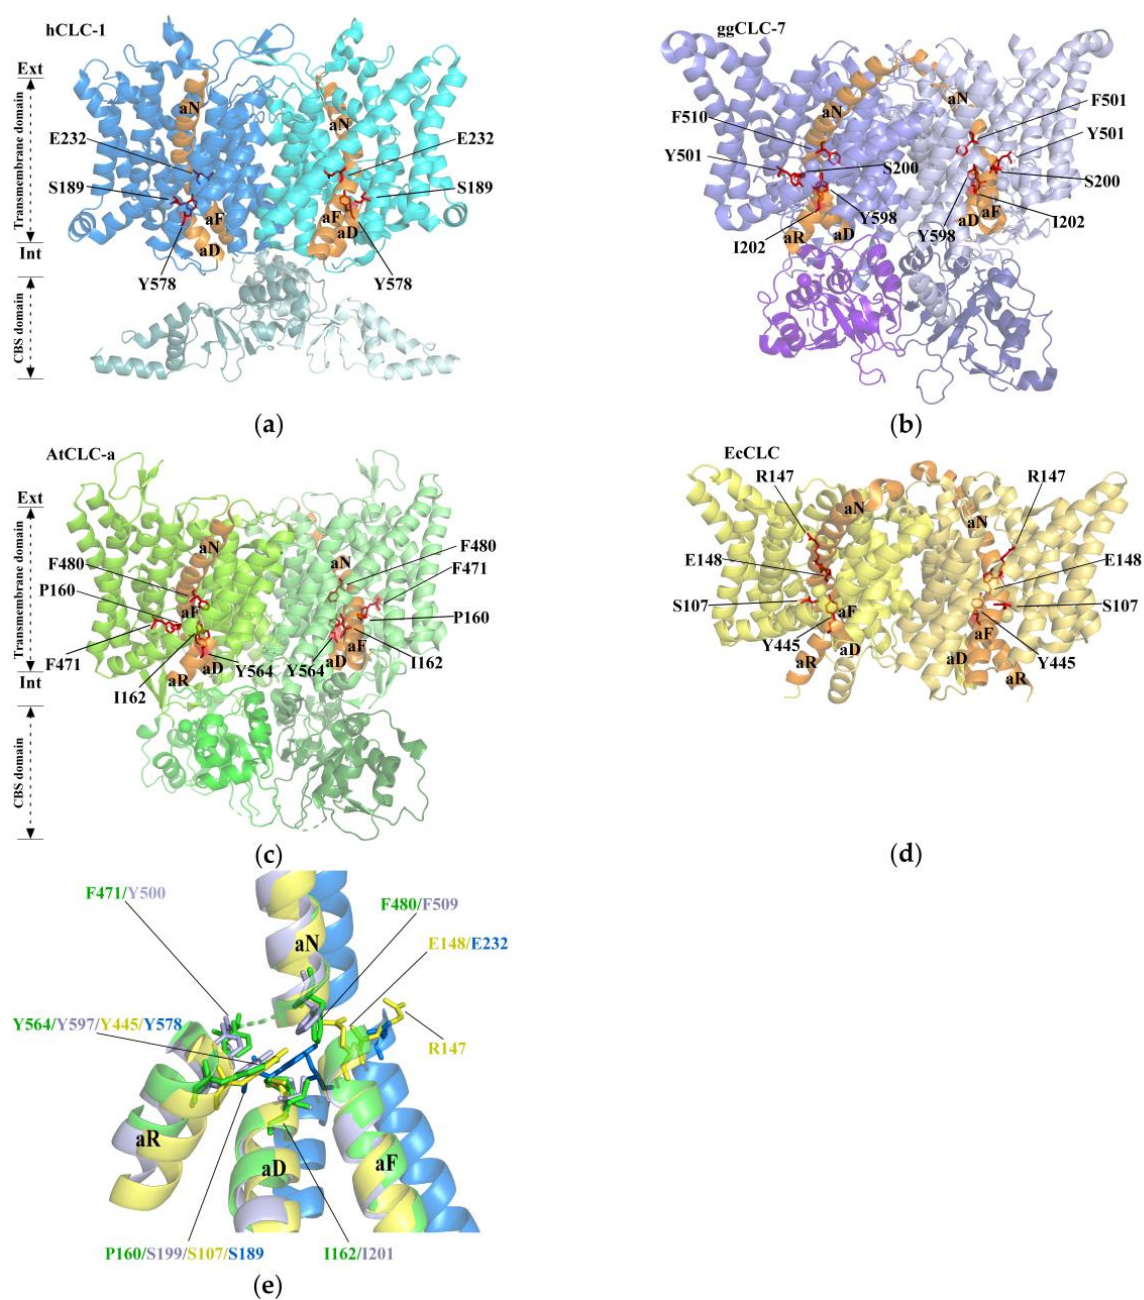 hCLC-1
Ext
aN
aN
E232
E232
Transmembrane domain
S189
S189
aF
aD
aF
aD
Int
Y578
Y578
CBS domain
(a)
ggCLC-7
aN
aN
F501
F510
Y501
Y501
S200
S200
Y598
I202
aR
aD
I202
Y598
aF
aD
(b)
AtCLC-a
Ext
aN
F480
aN
F480
F471
Transmembrane domain
P160
P160
aF
F471
aD
Y564
Y564
aF
aD
I162
I162
aR
Int
CBS domain
(c)
EcCLC
R147
R147
aN
aN
E148
E148
S107
S107
aF
Y445
aR
aD
aF
aD
Y445
aR
(d)
F471/Y500
F480/F509
aN
E148/E232
Y564/Y597/Y445/Y578
R147
aR
aD
aF
P160/S199/S107/S189
I162/I201
(e)